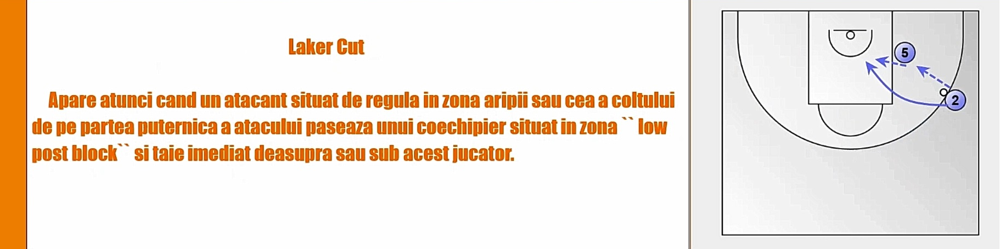 Laker Cut
Apare atunci cand un atacant situat de regula in zona aripii sau cea a coltului
de pe partea puternica a atacului paseaza unui coechipier situat in zona `` low
post block`` si taie imediat deasupra sau sub acest jucator.
5
2